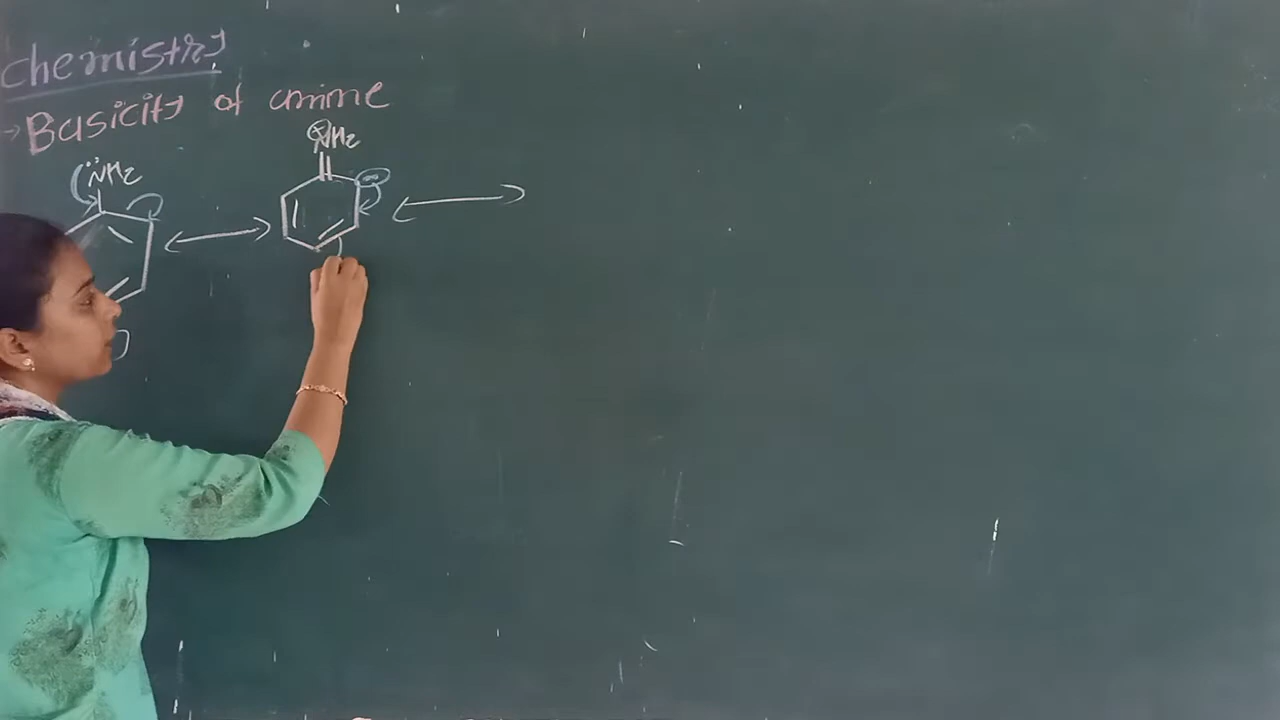 chemistry
→ Basicity of amine
NH2
NH2